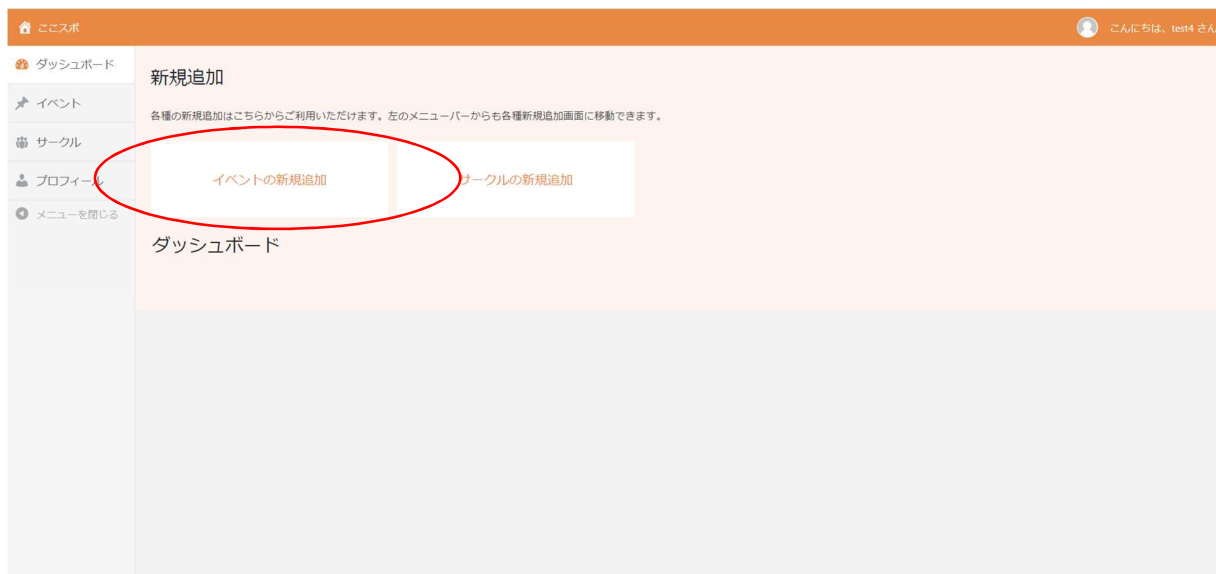 ここスポ
こんにちは、test4 さん
ダッシュボード
イベント
サークル
プロフィール
メニューを閉じる
新規追加
各種の新規追加はこちらからご利用いただけます。左のメニューバーからも各種新規追加画面に移動できます。
イベントの新規追加
サークルの新規追加
ダッシュボード